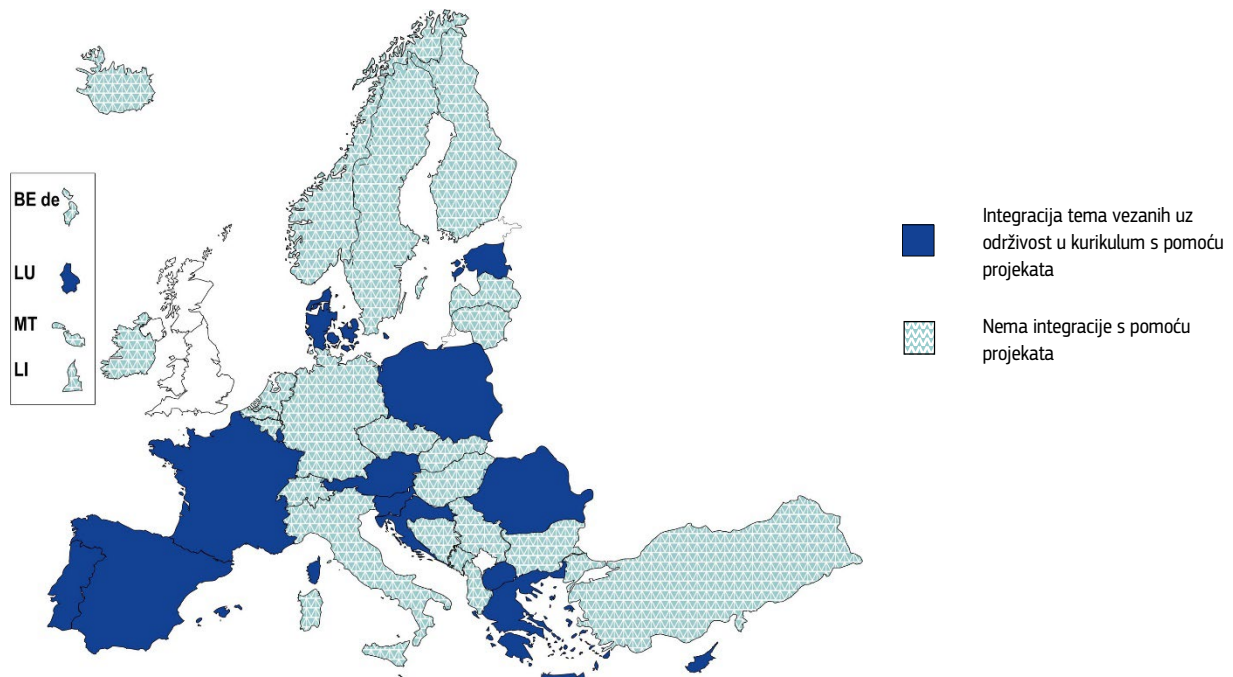 BE de
LU
MT
LI
Integracija tema vezanih uz
održivost u kurikulum s pomoću
projekata
Nema integracije s pomoću
projekata